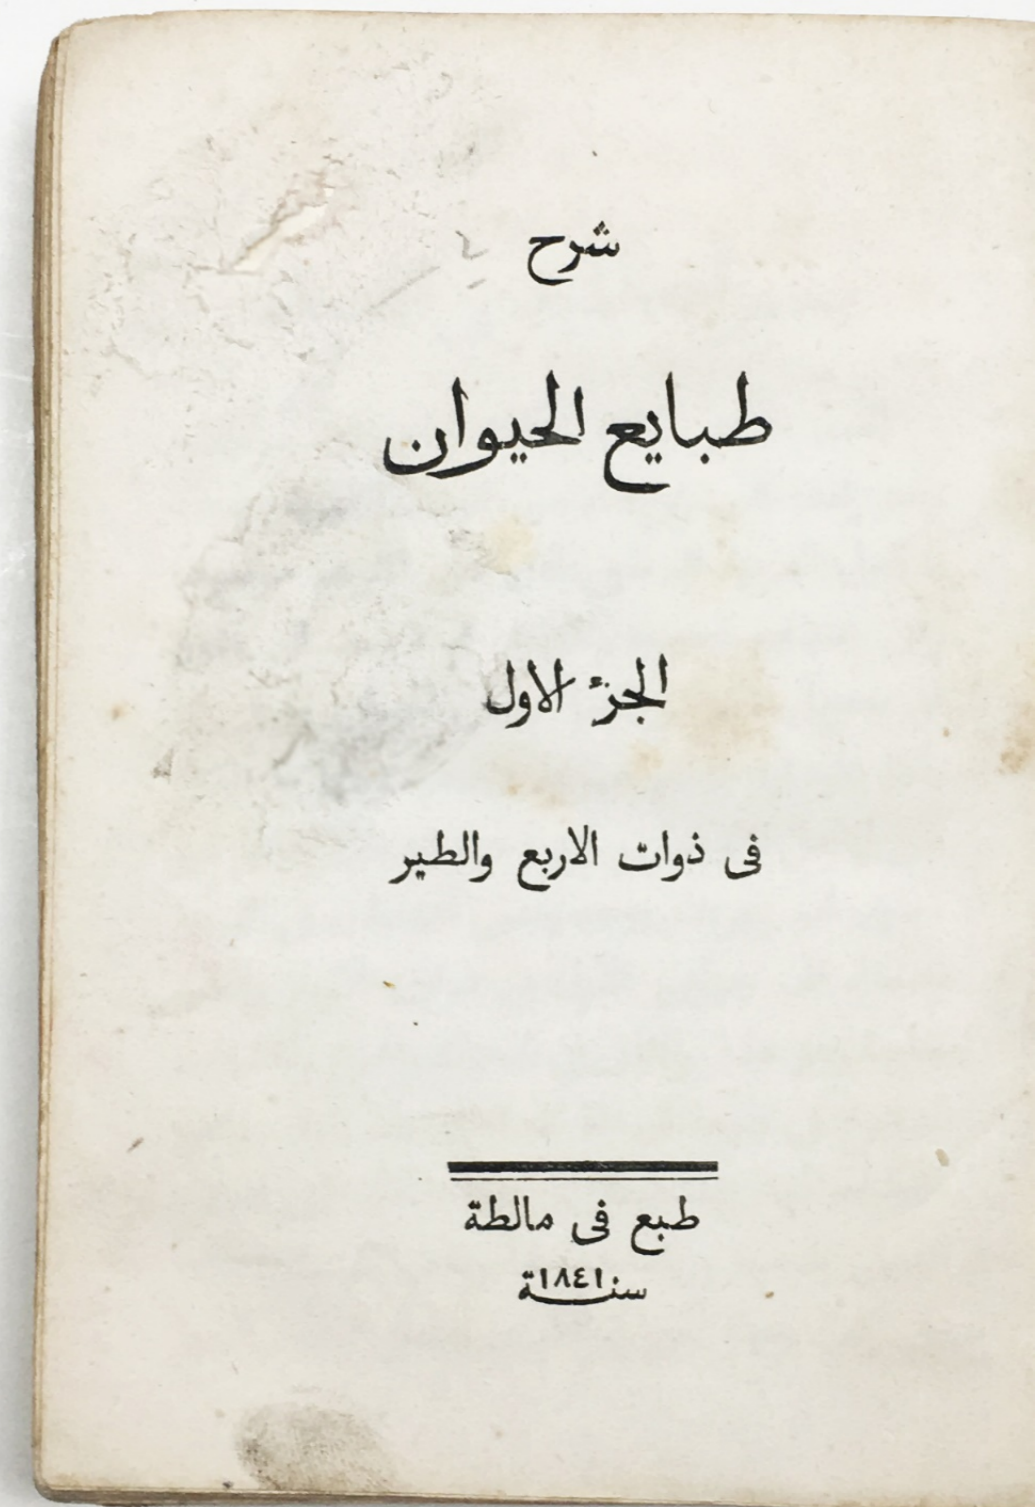 شرح
طبايع الحيوان
الجزء الاول
فى ذوات الاربع والطير
طبع فى مالطة
سنة ١٨٤١